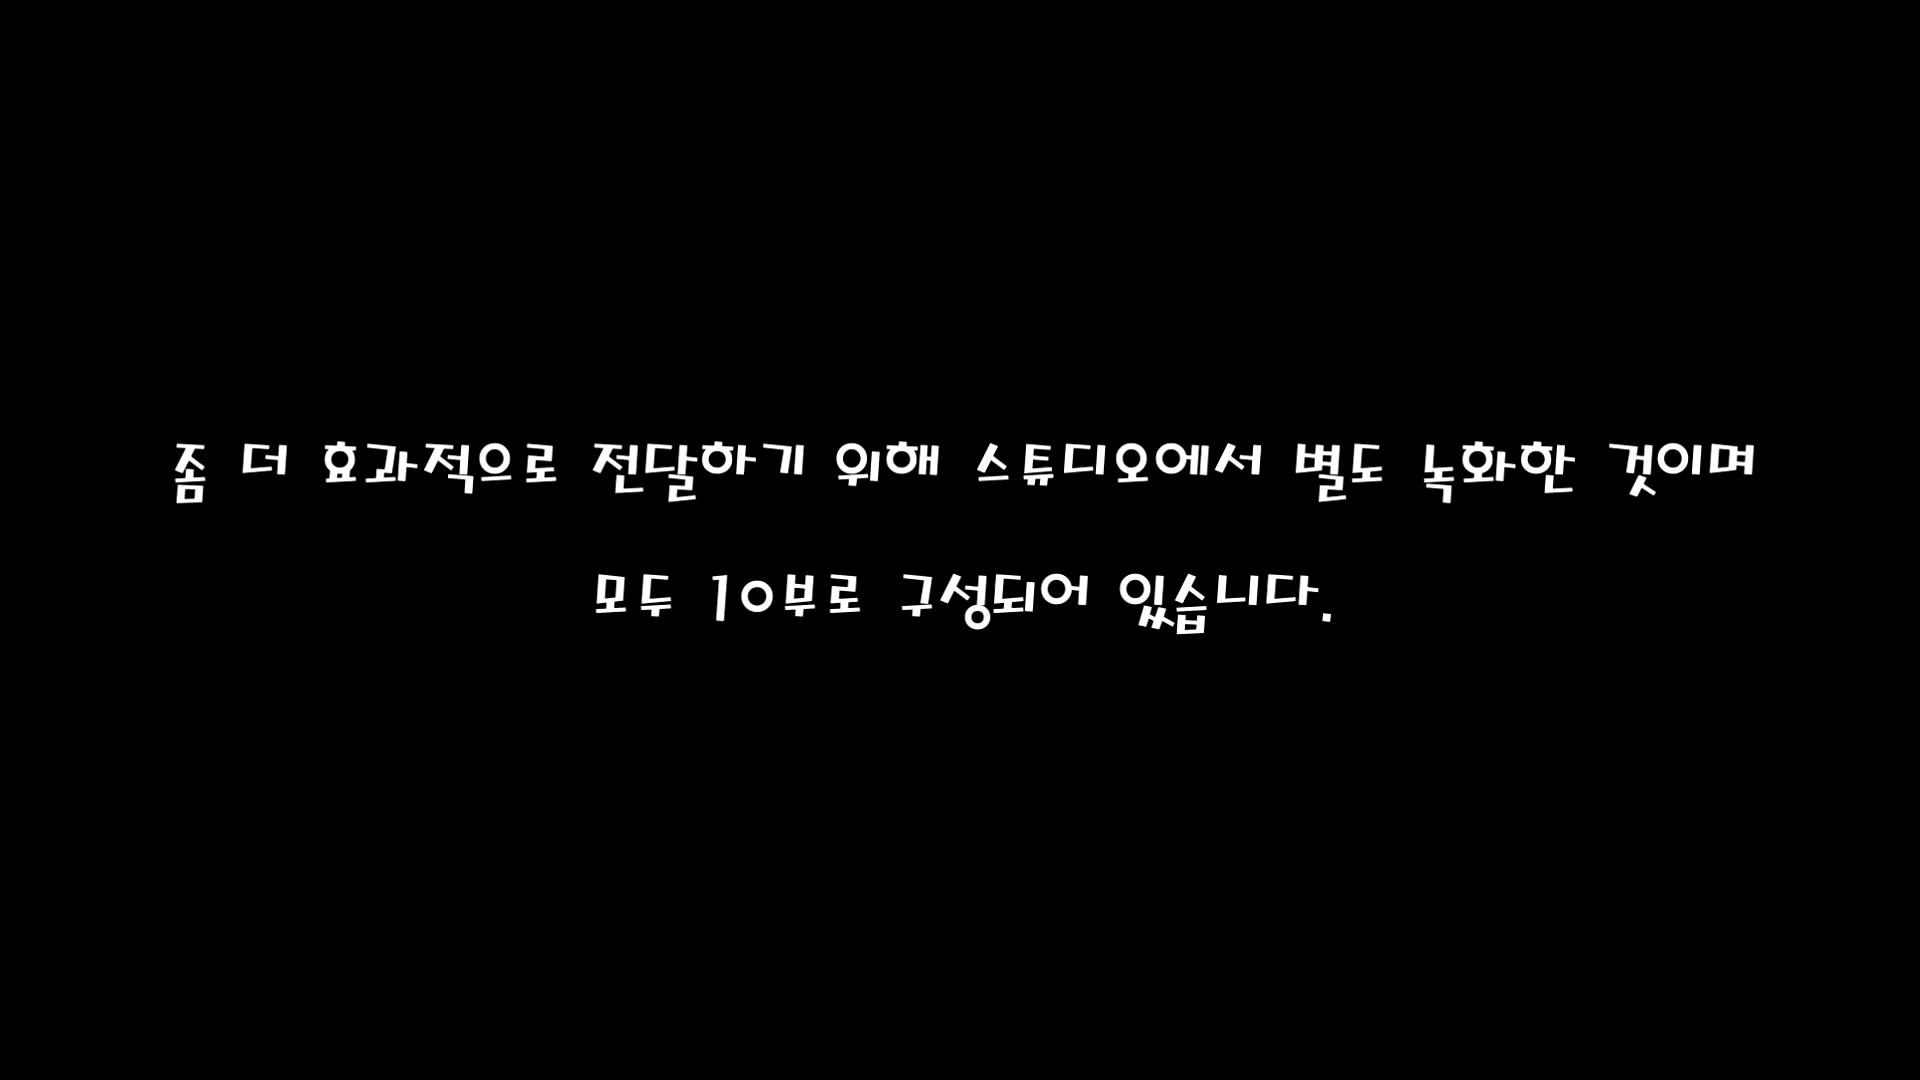 좀 더 효과적으로 전달하기 위해 스튜디오에서 별도 녹화한 것이며
모두 10부로 구성되어 있습니다.